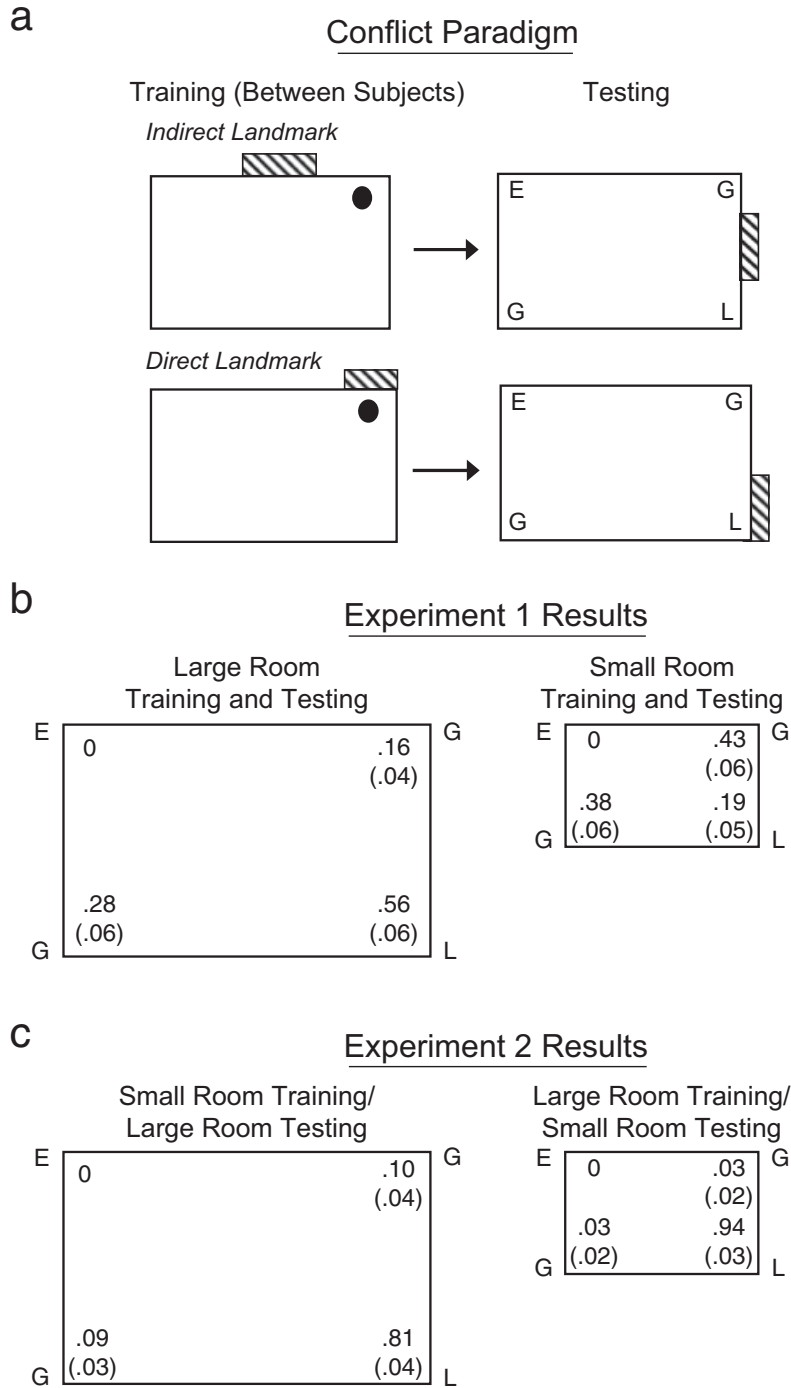 a
Conflict Paradigm
Training (Between Subjects) Testing
Indirect Landmark
E G
G L
Direct Landmark
E G
G L
b
Experiment 1 Results
Large Room
Training and Testing
E 0 .16 G
(.04)
.28 .56
(.06) (.06)
G L
Small Room
Training and Testing
E 0 .43 G
(.06)
.38 .19
(.06) (.05)
G L
c
Experiment 2 Results
Small Room Training/
Large Room Testing
E 0 .10 G
(.04)
.09 .81
(.03) (.04)
G L
Large Room Training/
Small Room Testing
E 0 .03 G
(.02)
.03 .94
(.02) (.03)
G L